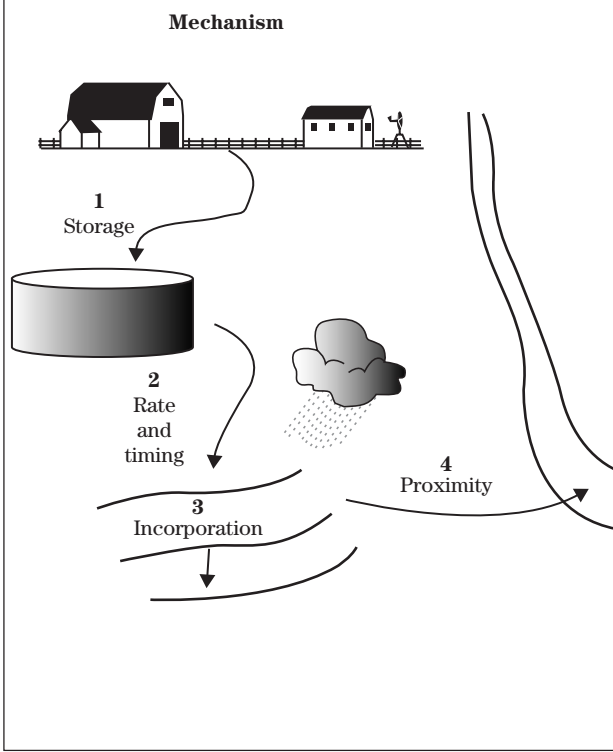 Mechanism
1
Storage
2
Rate
and
timing
3
Incorporation
4
Proximity